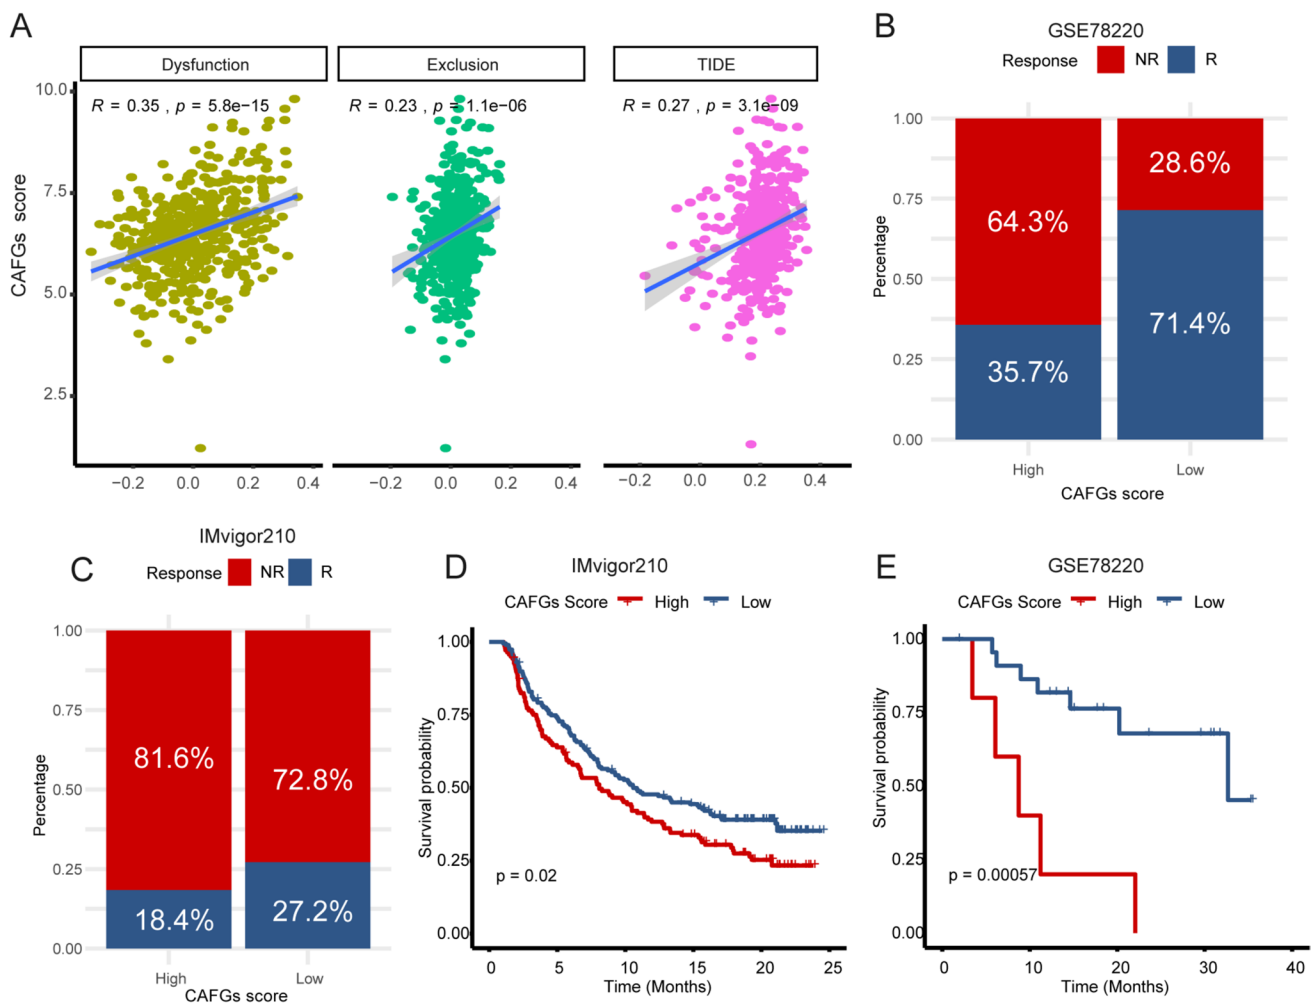 A
Dysfunction
Exclusion
TIDE
R = 0.35 , p = 5.8e−15
R = 0.23 , p = 1.1e−06
R = 0.27 , p = 3.1e−09
CAFGs score
10.0
7.5
5.0
2.5
−0.2 0.0 0.2 0.4
−0.2 0.0 0.2 0.4
−0.2 0.0 0.2 0.4
B
GSE78220
Response NR R
Percentage
1.00
0.75
0.50
0.25
0.00
64.3%
28.6%
35.7%
71.4%
High Low
CAFGs score
C
IMvigor210
Response NR R
Percentage
1.00
0.75
0.50
0.25
0.00
81.6%
72.8%
18.4%
27.2%
High Low
CAFGs score
D
IMvigor210
CAFGs Score High Low
Survival probability
1.00
0.75
0.50
0.25
0.00
p = 0.02
0 5 10 15 20 25
Time (Months)
E
GSE78220
CAFGs Score High Low
Survival probability
1.00
0.75
0.50
0.25
0.00
p = 0.00057
0 10 20 30 40
Time (Months)